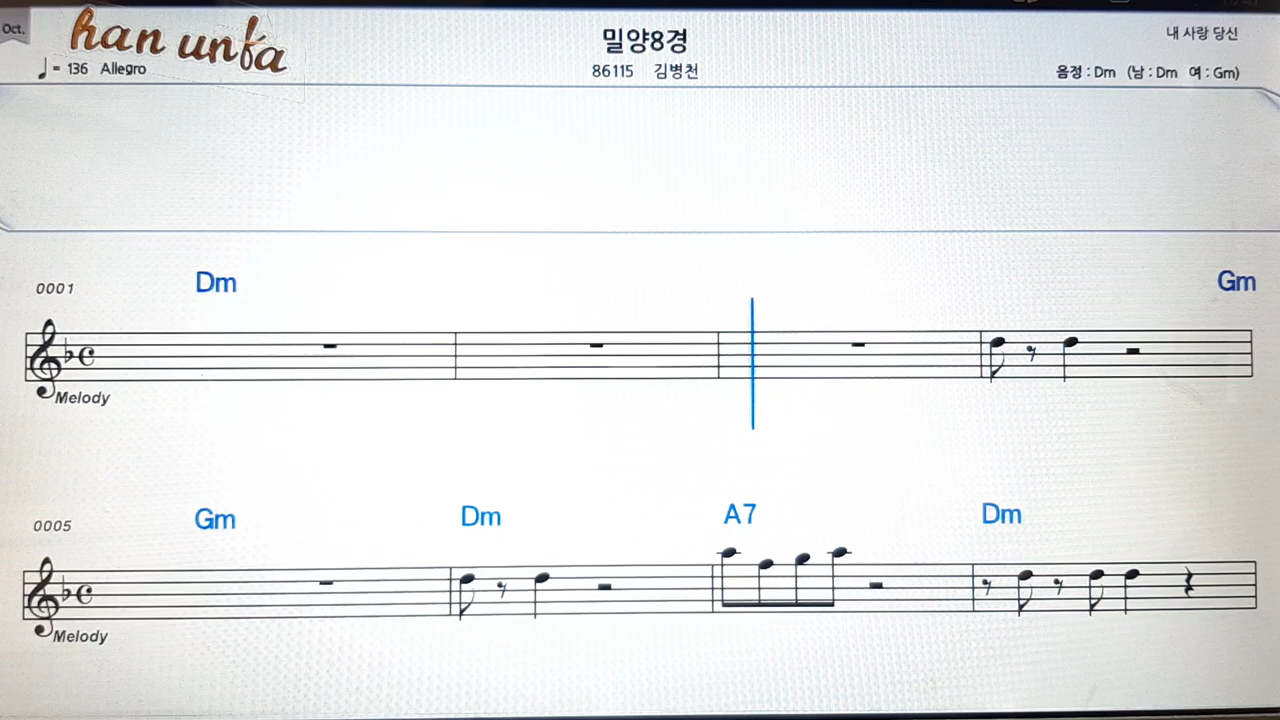 Oct.
han unba
밀양8경
내 사랑 당신
♩= 136 Allegro
86115 김병천
음정 : Dm (남 : Dm 여 : Gm)
0001 Dm Gm
Melody
0005 Gm Dm A7 Dm
Melody